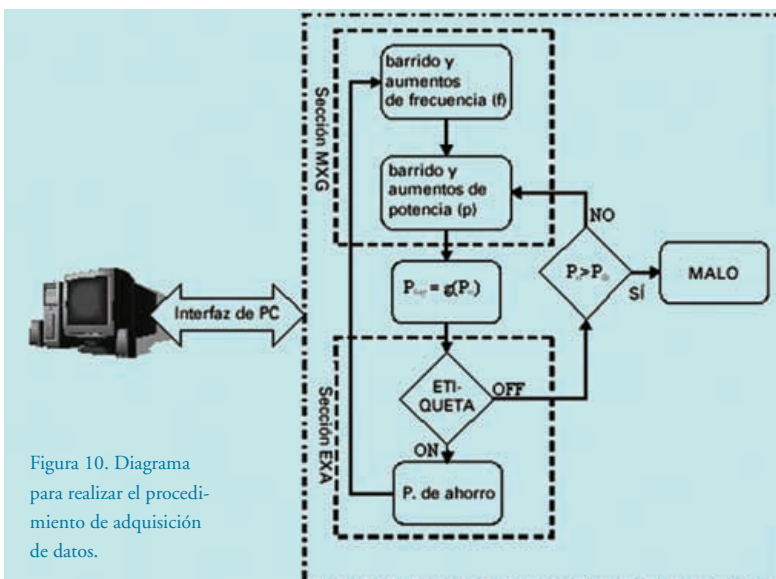 Sección MXG
barrido y
aumentos
de frecuencia (f)
barrido y
aumentos de
potencia (p)
NO
MALO
SÍ
Interfaz de PC
Sección EXA
ETI-
QUETA
OFF
ON
P. de ahorro
Figura 10. Diagrama
para realizar el procedi-
miento de adquisición
de datos.